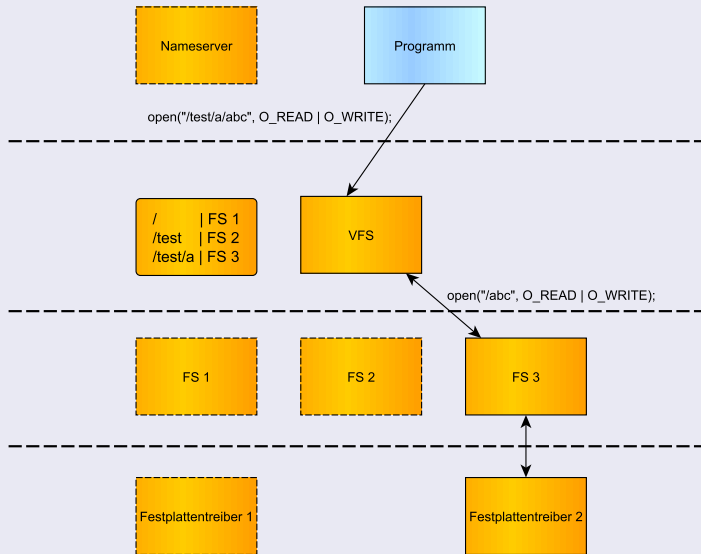 Nameserver
Programm
open("/test/a/abc", O_READ | O_WRITE);
/ | FS 1
/test | FS 2
/test/a | FS 3
VFS
open("/abc", O_READ | O_WRITE);
FS 1
FS 2
FS 3
Festplattentreiber 1
Festplattentreiber 2